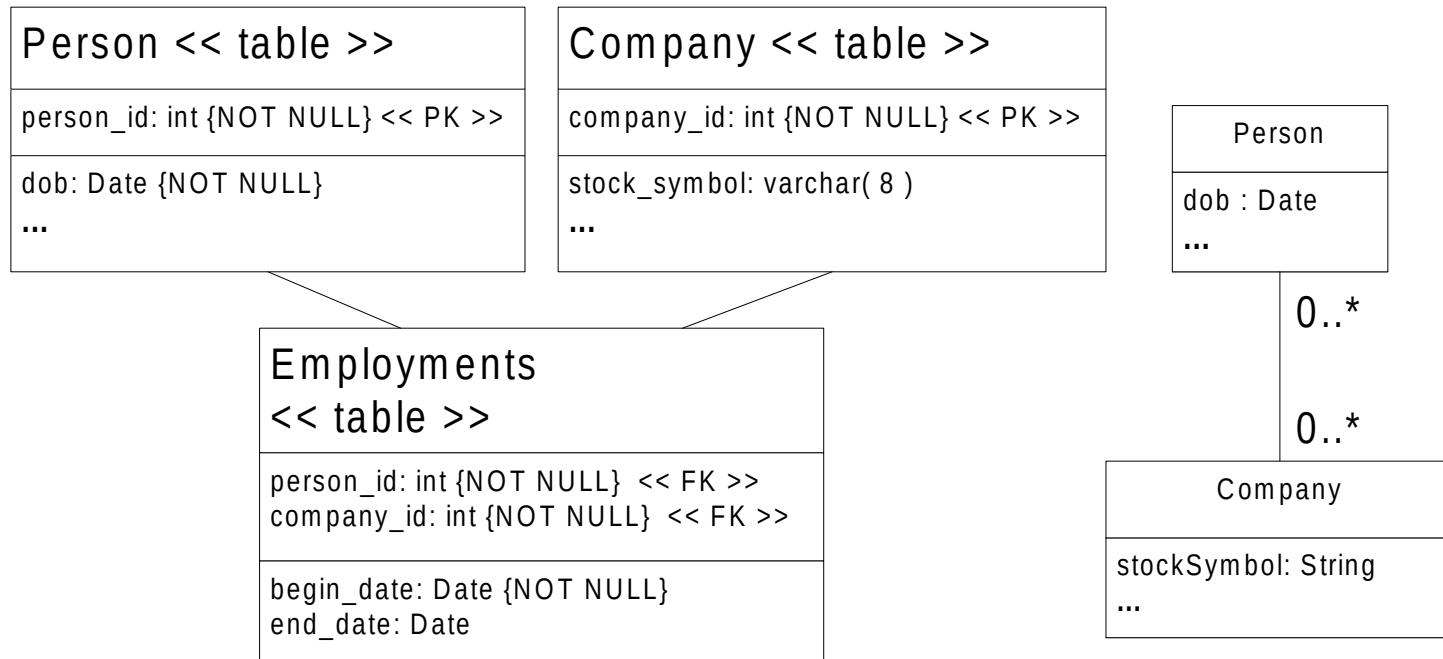 Person << table >>
person_id: int {NOT NULL} << PK >>
dob: Date {NOT NULL}
...
Company << table >>
company_id: int {NOT NULL} << PK >>
stock_symbol: varchar( 8 )
...
Employments
<< table >>
person_id: int {NOT NULL} << FK >>
company_id: int {NOT NULL} << FK >>
begin_date: Date {NOT NULL}
end_date: Date
Person
dob : Date
...
0..*
0..*
Company
stockSymbol: String
...